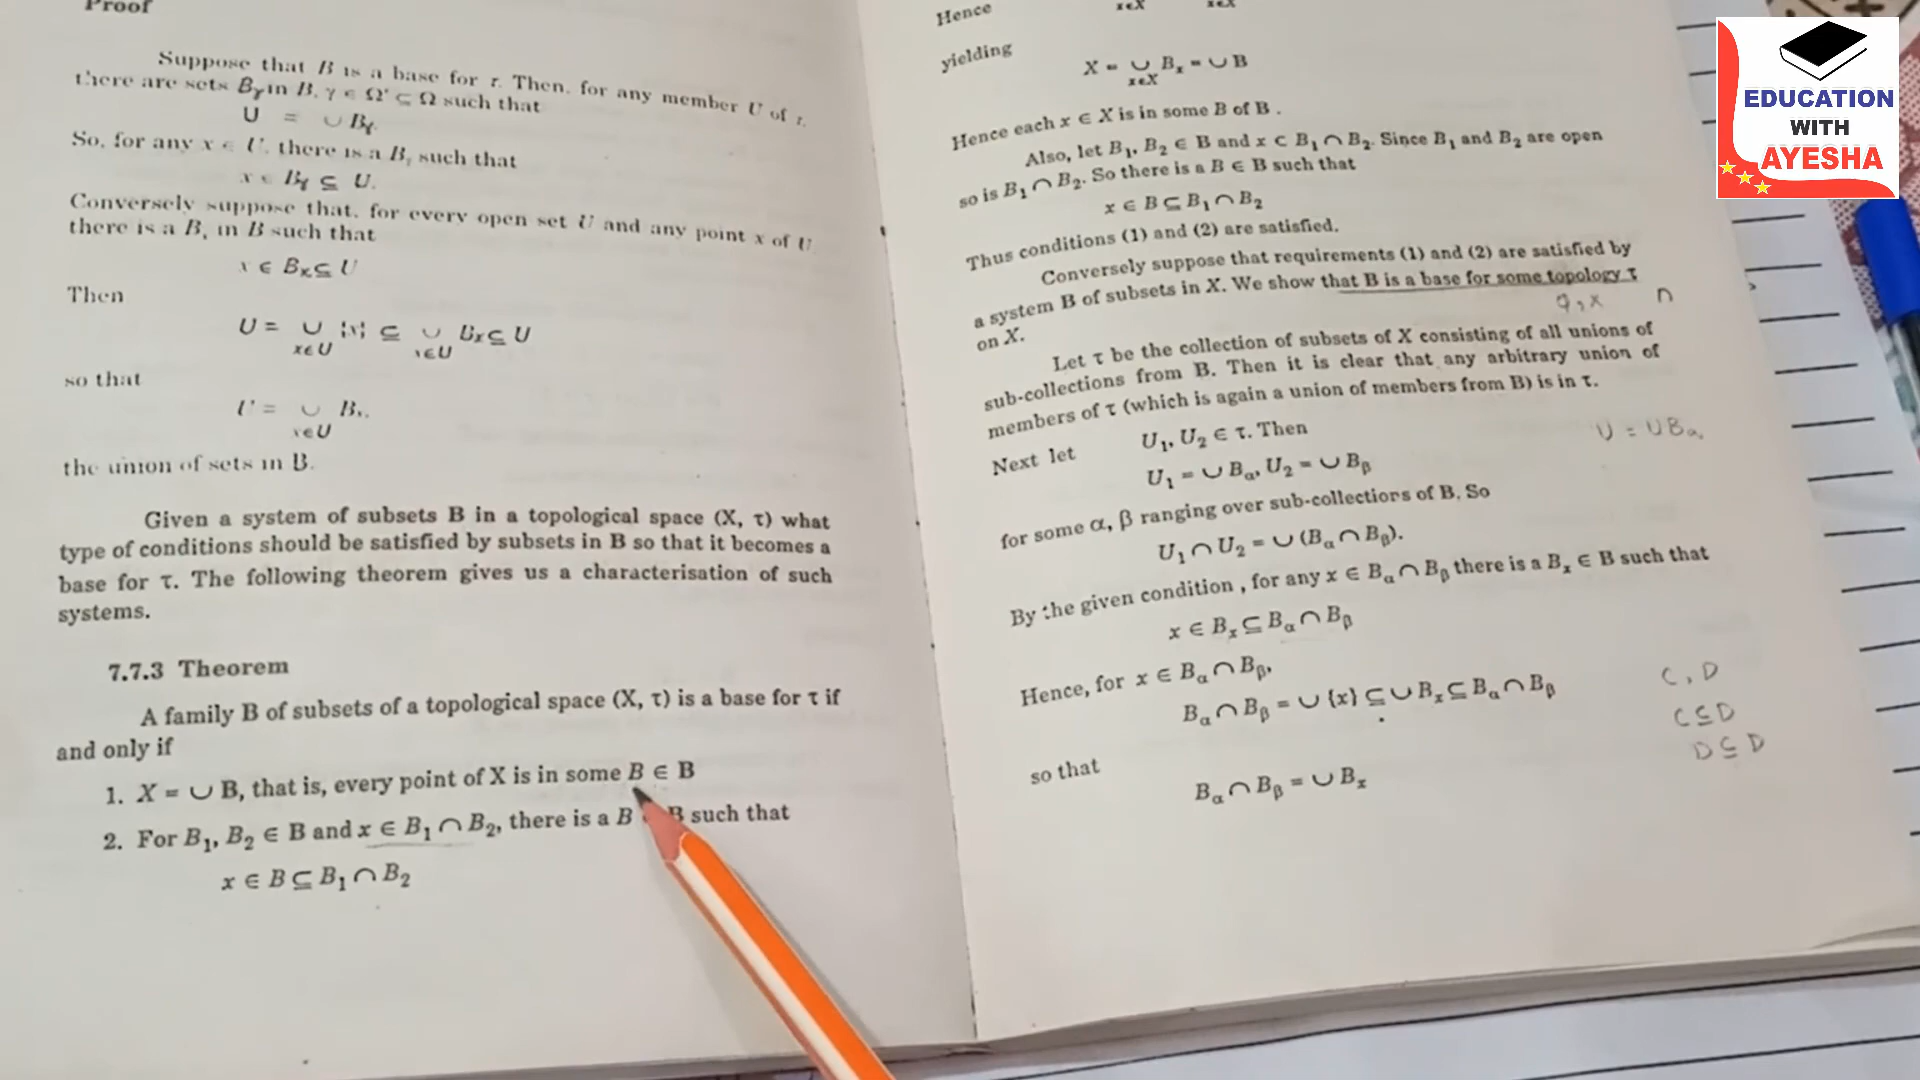 Proof
Suppose that B is a base for τ. Then, for any member U of τ,
there are sets Bγ in B, γ ∈ Ω' ⊆ Ω such that
U = ∪ Bγ
So, for any x ∈ U, there is a Bγ such that
x ∈ Bγ ⊆ U.
Conversely suppose that, for every open set U and any point x of U
there is a Bx in B such that
x ∈ Bx ⊆ U
Then
U = ∪ {x} ⊆ ∪ Bx ⊆ U
x∈U x∈U
so that
U = ∪ Bx.
x∈U
the union of sets in B.
Given a system of subsets B in a topological space (X, τ) what
type of conditions should be satisfied by subsets in B so that it becomes a
base for τ. The following theorem gives us a characterisation of such
systems.
7.7.3 Theorem
A family B of subsets of a topological space (X, τ) is a base for τ if
and only if
1. X = ∪ B, that is, every point of X is in some B ∈ B
2. For B₁, B₂ ∈ B and x ∈ B₁ ∩ B₂, there is a B B such that
x ∈ B ⊆ B₁ ∩ B₂
Hence x∈X x∈X
yielding
X = ∪ Bx = ∪ B
x∈X
Hence each x ∈ X is in some B of B .
Also, let B₁, B₂ ∈ B and x ⊂ B₁ ∩ B₂. Since B₁ and B₂ are open
so is B₁ ∩ B₂. So there is a B ∈ B such that
x ∈ B ⊆ B₁ ∩ B₂
Thus conditions (1) and (2) are satisfied.
Conversely suppose that requirements (1) and (2) are satisfied by
a system B of subsets in X. We show that B is a base for some topology τ
on X.
φ, x ∩
Let τ be the collection of subsets of X consisting of all unions of
sub-collections from B. Then it is clear that any arbitrary union of
members of τ (which is again a union of members from B) is in τ.
Next let U₁, U₂ ∈ τ. Then
U = ∪Bα
U₁ = ∪ Bα, U₂ = ∪ Bβ
for some α, β ranging over sub-collections of B. So
U₁ ∩ U₂ = ∪ (Bα ∩ Bβ).
By the given condition , for any x ∈ Bα ∩ Bβ there is a Bx ∈ B such that
x ∈ Bx ⊆ Bα ∩ Bβ
Hence, for x ∈ Bα ∩ Bβ,
Bα ∩ Bβ = ∪ {x} ⊆ ∪ Bx ⊆ Bα ∩ Bβ
C, D
C ⊆ D
D ⊆ D
so that
Bα ∩ Bβ = ∪ Bx
EDUCATION
WITH
AYESHA